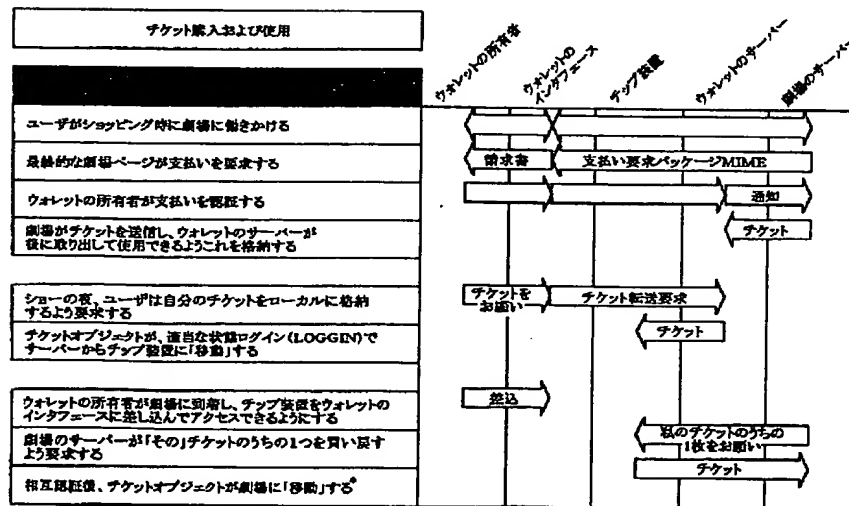 チケット購入および使用
ウォレットの所有者
ウォレットの
インタフェース
チップ装置
ウォレットのサーバー
劇場のサーバー
ユーザがショッピング時に劇場に働きかける
最終的な劇場ページが支払いを要求する
請求書
支払い要求パッケージMIME
ウォレットの所有者が支払いを認証する
通知
劇場がチケットを送信し、ウォレットのサーバーが
後に取り出して使用できるようこれを格納する
チケット
ショーの夜、ユーザは自分のチケットをローカルに格納
するよう要求する
チケットを
お願い
チケット転送要求
チケットオブジェクトが、適当な状態ログイン(LOGGIN)で
サーバーからチップ装置に「移動」する
チケット
ウォレットの所有者が劇場に到着し、チップ装置をウォレットの
インタフェースに差し込んでアクセスできるようにする
差込
劇場のサーバーが「その」チケットのうちの1つを買い戻す
よう要求する
私のチケットのうちの
1枚をお願い
相互認証後、チケットオブジェクトが劇場に「移動」する*
チケット